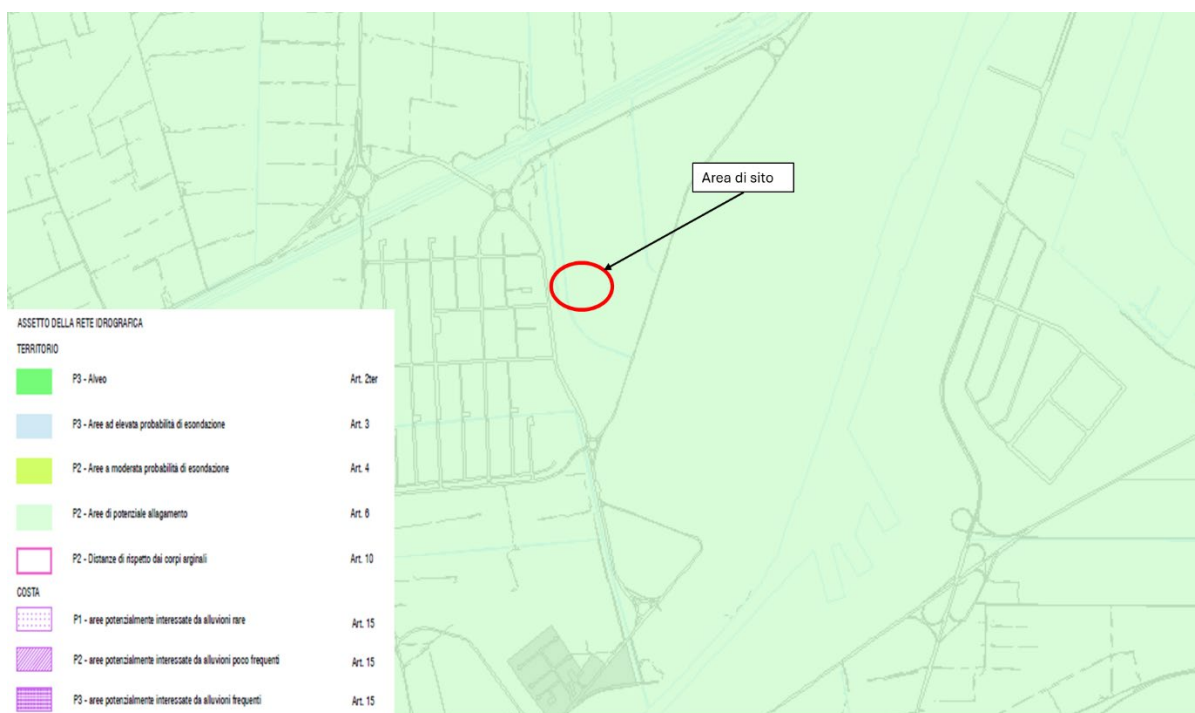 Area di sito
ASSETTO DELLA RETE IDROGRAFICA
TERRITORIO
P3 - Alveo Art. 2ter
P3 - Aree ad elevata probabilità di esondazione Art. 3
P2 - Aree a moderata probabilità di esondazione Art. 4
P2 - Aree di potenziale allagamento Art. 6
P2 - Distanze di rispetto dai corpi arginali Art. 10
COSTA
P1 - aree potenzialmente interessate da alluvioni rare Art. 15
P2 - aree potenzialmente interessate da alluvioni poco frequenti Art. 15
P3 - aree potenzialmente interessate da alluvioni frequenti Art. 15